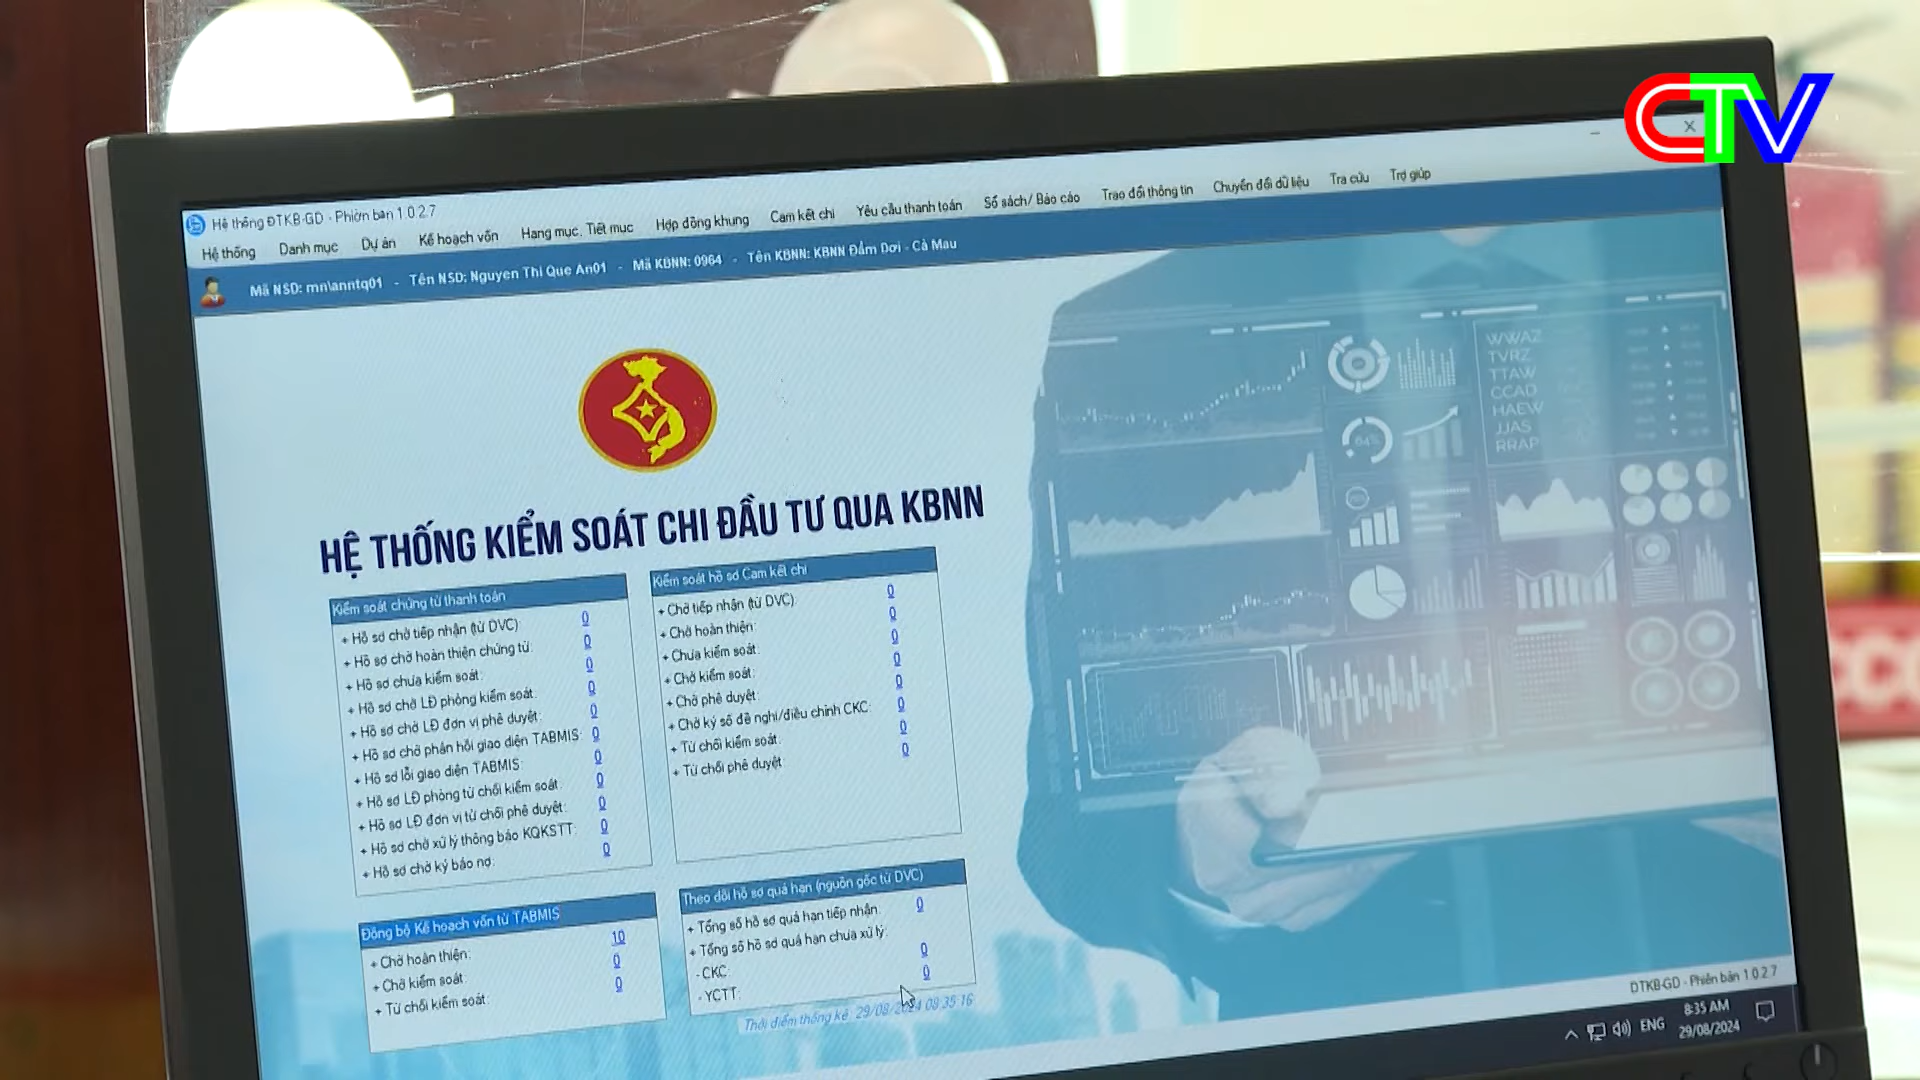 CTV
Hệ thống ĐTKB-GD - Phiên bản 1.0.2.7
Hệ thống Danh mục Dự án Kế hoạch vốn Hạng mục, Tiết mục Hợp đồng khung Cam kết chi Yêu cầu thanh toán Sổ sách/ Báo cáo Trao đổi thông tin Chuyển đổi dữ liệu Tra cứu Trợ giúp
Mã NSD: mn\anntq01 - Tên NSD: Nguyen Thi Que An01 - Mã KBNN: 0964 - Tên KBNN: KBNN Đầm Dơi - Cà Mau
HỆ THỐNG KIỂM SOÁT CHI ĐẦU TƯ QUA KBNN
Kiểm soát chứng từ thanh toán
+ Hồ sơ chờ tiếp nhận (từ DVC) 0
+ Hồ sơ chờ hoàn thiện chứng từ: 0
+ Hồ sơ chưa kiểm soát: 0
+ Hồ sơ chờ LĐ phòng kiểm soát: 0
+ Hồ sơ chờ LĐ đơn vị phê duyệt: 0
+ Hồ sơ chờ phản hồi giao diện TABMIS: 0
+ Hồ sơ lỗi giao diện TABMIS: 0
+ Hồ sơ LĐ phòng từ chối kiểm soát: 0
+ Hồ sơ LĐ đơn vị từ chối phê duyệt: 0
+ Hồ sơ chờ xử lý thông báo KQKSTT: 0
+ Hồ sơ chờ ký báo nợ: 0
Kiểm soát hồ sơ Cam kết chi
+ Chờ tiếp nhận (từ DVC): 0
+ Chờ hoàn thiện: 0
+ Chưa kiểm soát: 0
+ Chờ kiểm soát: 0
+ Chờ phê duyệt: 0
+ Chờ ký số đề nghị/điều chỉnh CKC: 0
+ Từ chối kiểm soát: 0
+ Từ chối phê duyệt: 0
Đồng bộ Kế hoạch vốn từ TABMIS
+ Chờ hoàn thiện: 10
+ Chờ kiểm soát: 0
+ Từ chối kiểm soát: 0
Theo dõi hồ sơ quá hạn (nguồn gốc từ DVC)
+ Tổng số hồ sơ quá hạn tiếp nhận: 0
+ Tổng số hồ sơ quá hạn chưa xử lý:
- CKC: 0
- YCTT: 0
Thời điểm thống kê: 29/08/2024 08:35:16
WWAZ
TVRZ
TTAW
CCAD
HAEW
JJAS
RRAP
64%
ĐTKB-GD - Phiên bản 1.0.2.7
ENG
8:35 AM
29/08/2024